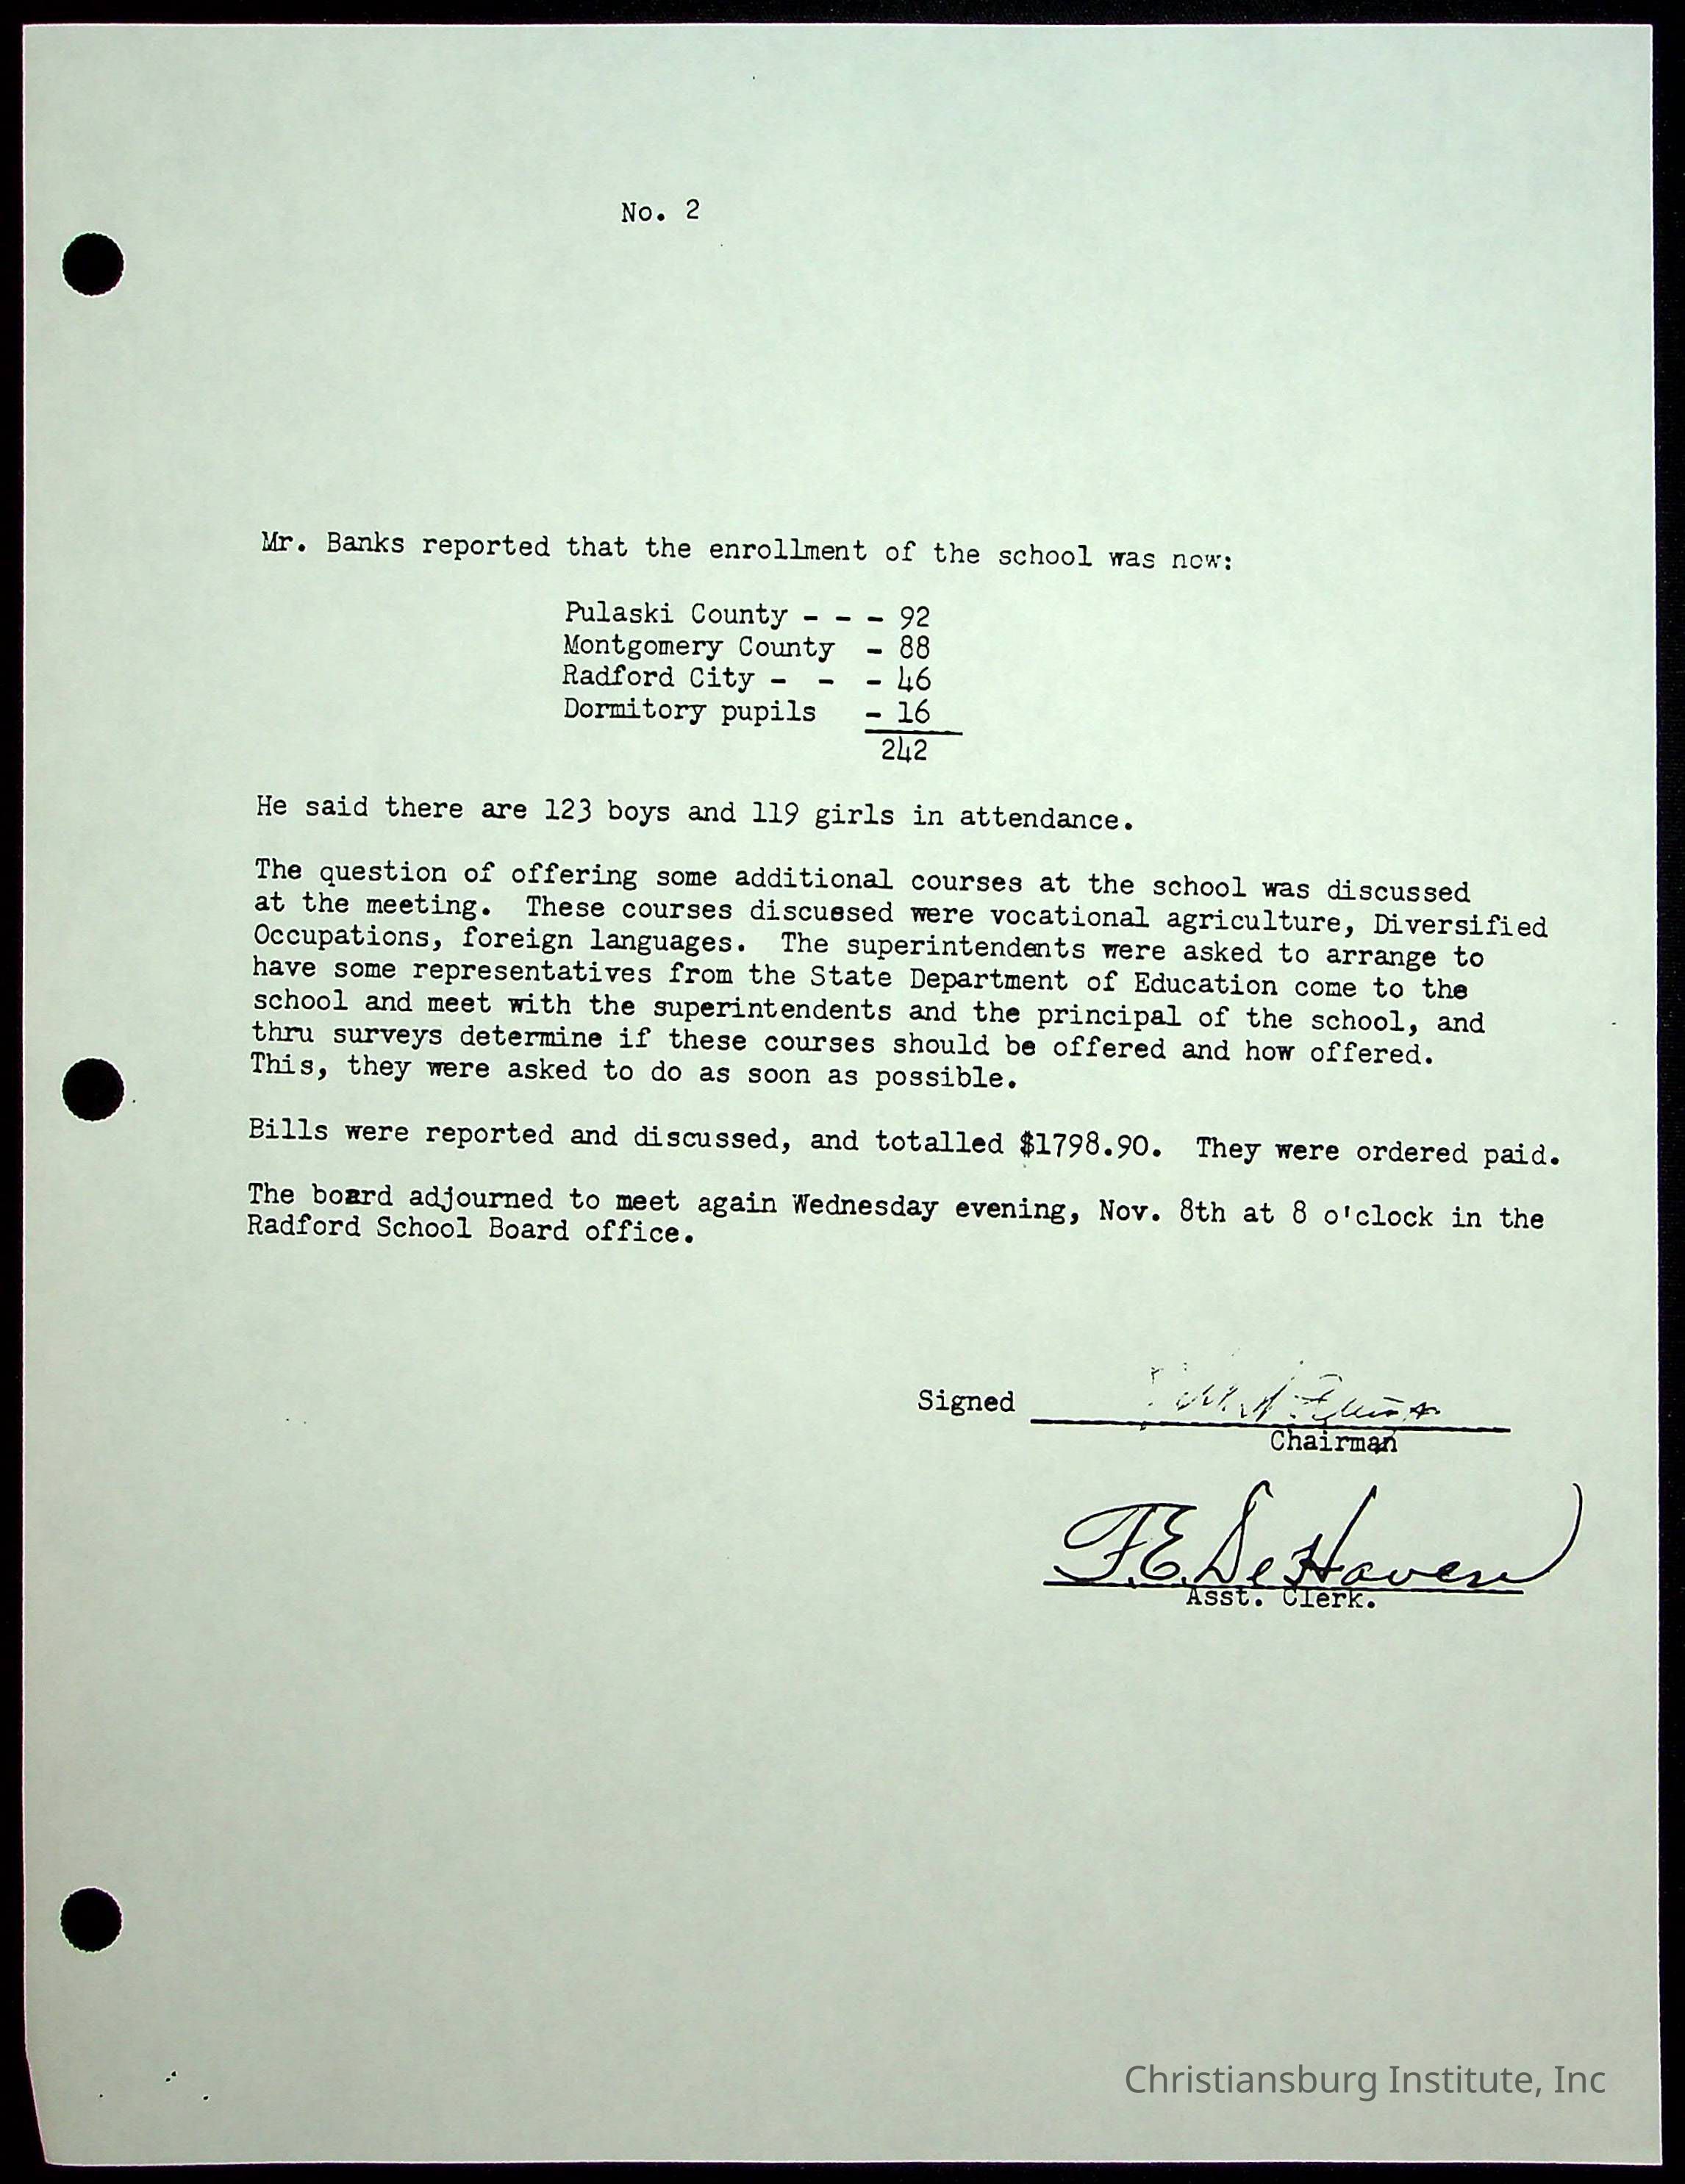 No. 2
Mr. Banks reported that the enrollment of the school was now:
Pulaski County - - - 92
Montgomery County - 88
Radford City - - - 46
Dormitory pupils - 16
242
He said there are 123 boys and 119 girls in attendance.
The question of offering some additional courses at the school was discussed
at the meeting. These courses discussed were vocational agriculture, Diversified
Occupations, foreign languages. The superintendents were asked to arrange to
have some representatives from the State Department of Education come to the
school and meet with the superintendents and the principal of the school, and
thru surveys determine if these courses should be offered and how offered.
This, they were asked to do as soon as possible.
Bills were reported and discussed, and totalled $1798.90. They were ordered paid.
The board adjourned to meet again Wednesday evening, Nov. 8th at 8 o'clock in the
Radford School Board office.
Signed
Chairman
F.E. DeHaven
Asst. Clerk.
Christiansburg Institute, Inc